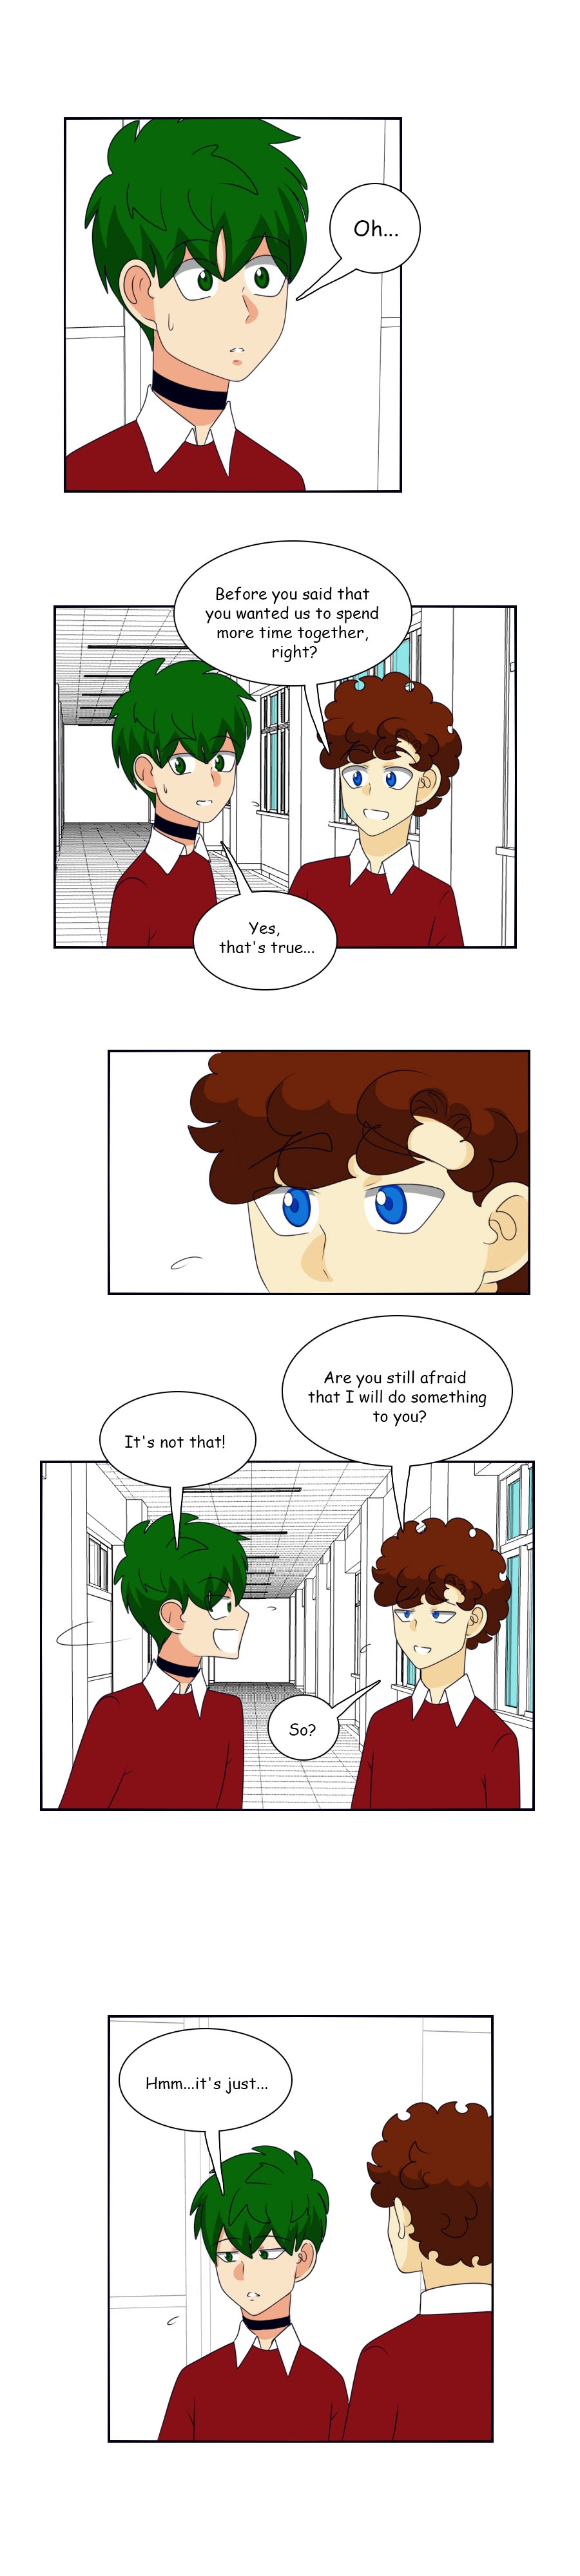 Oh...
Before you said that
you wanted us to spend
more time together,
right?
Yes,
that's true...
Are you still afraid
that I will do something
to you?
It's not that!
So?
Hmm...it's just...